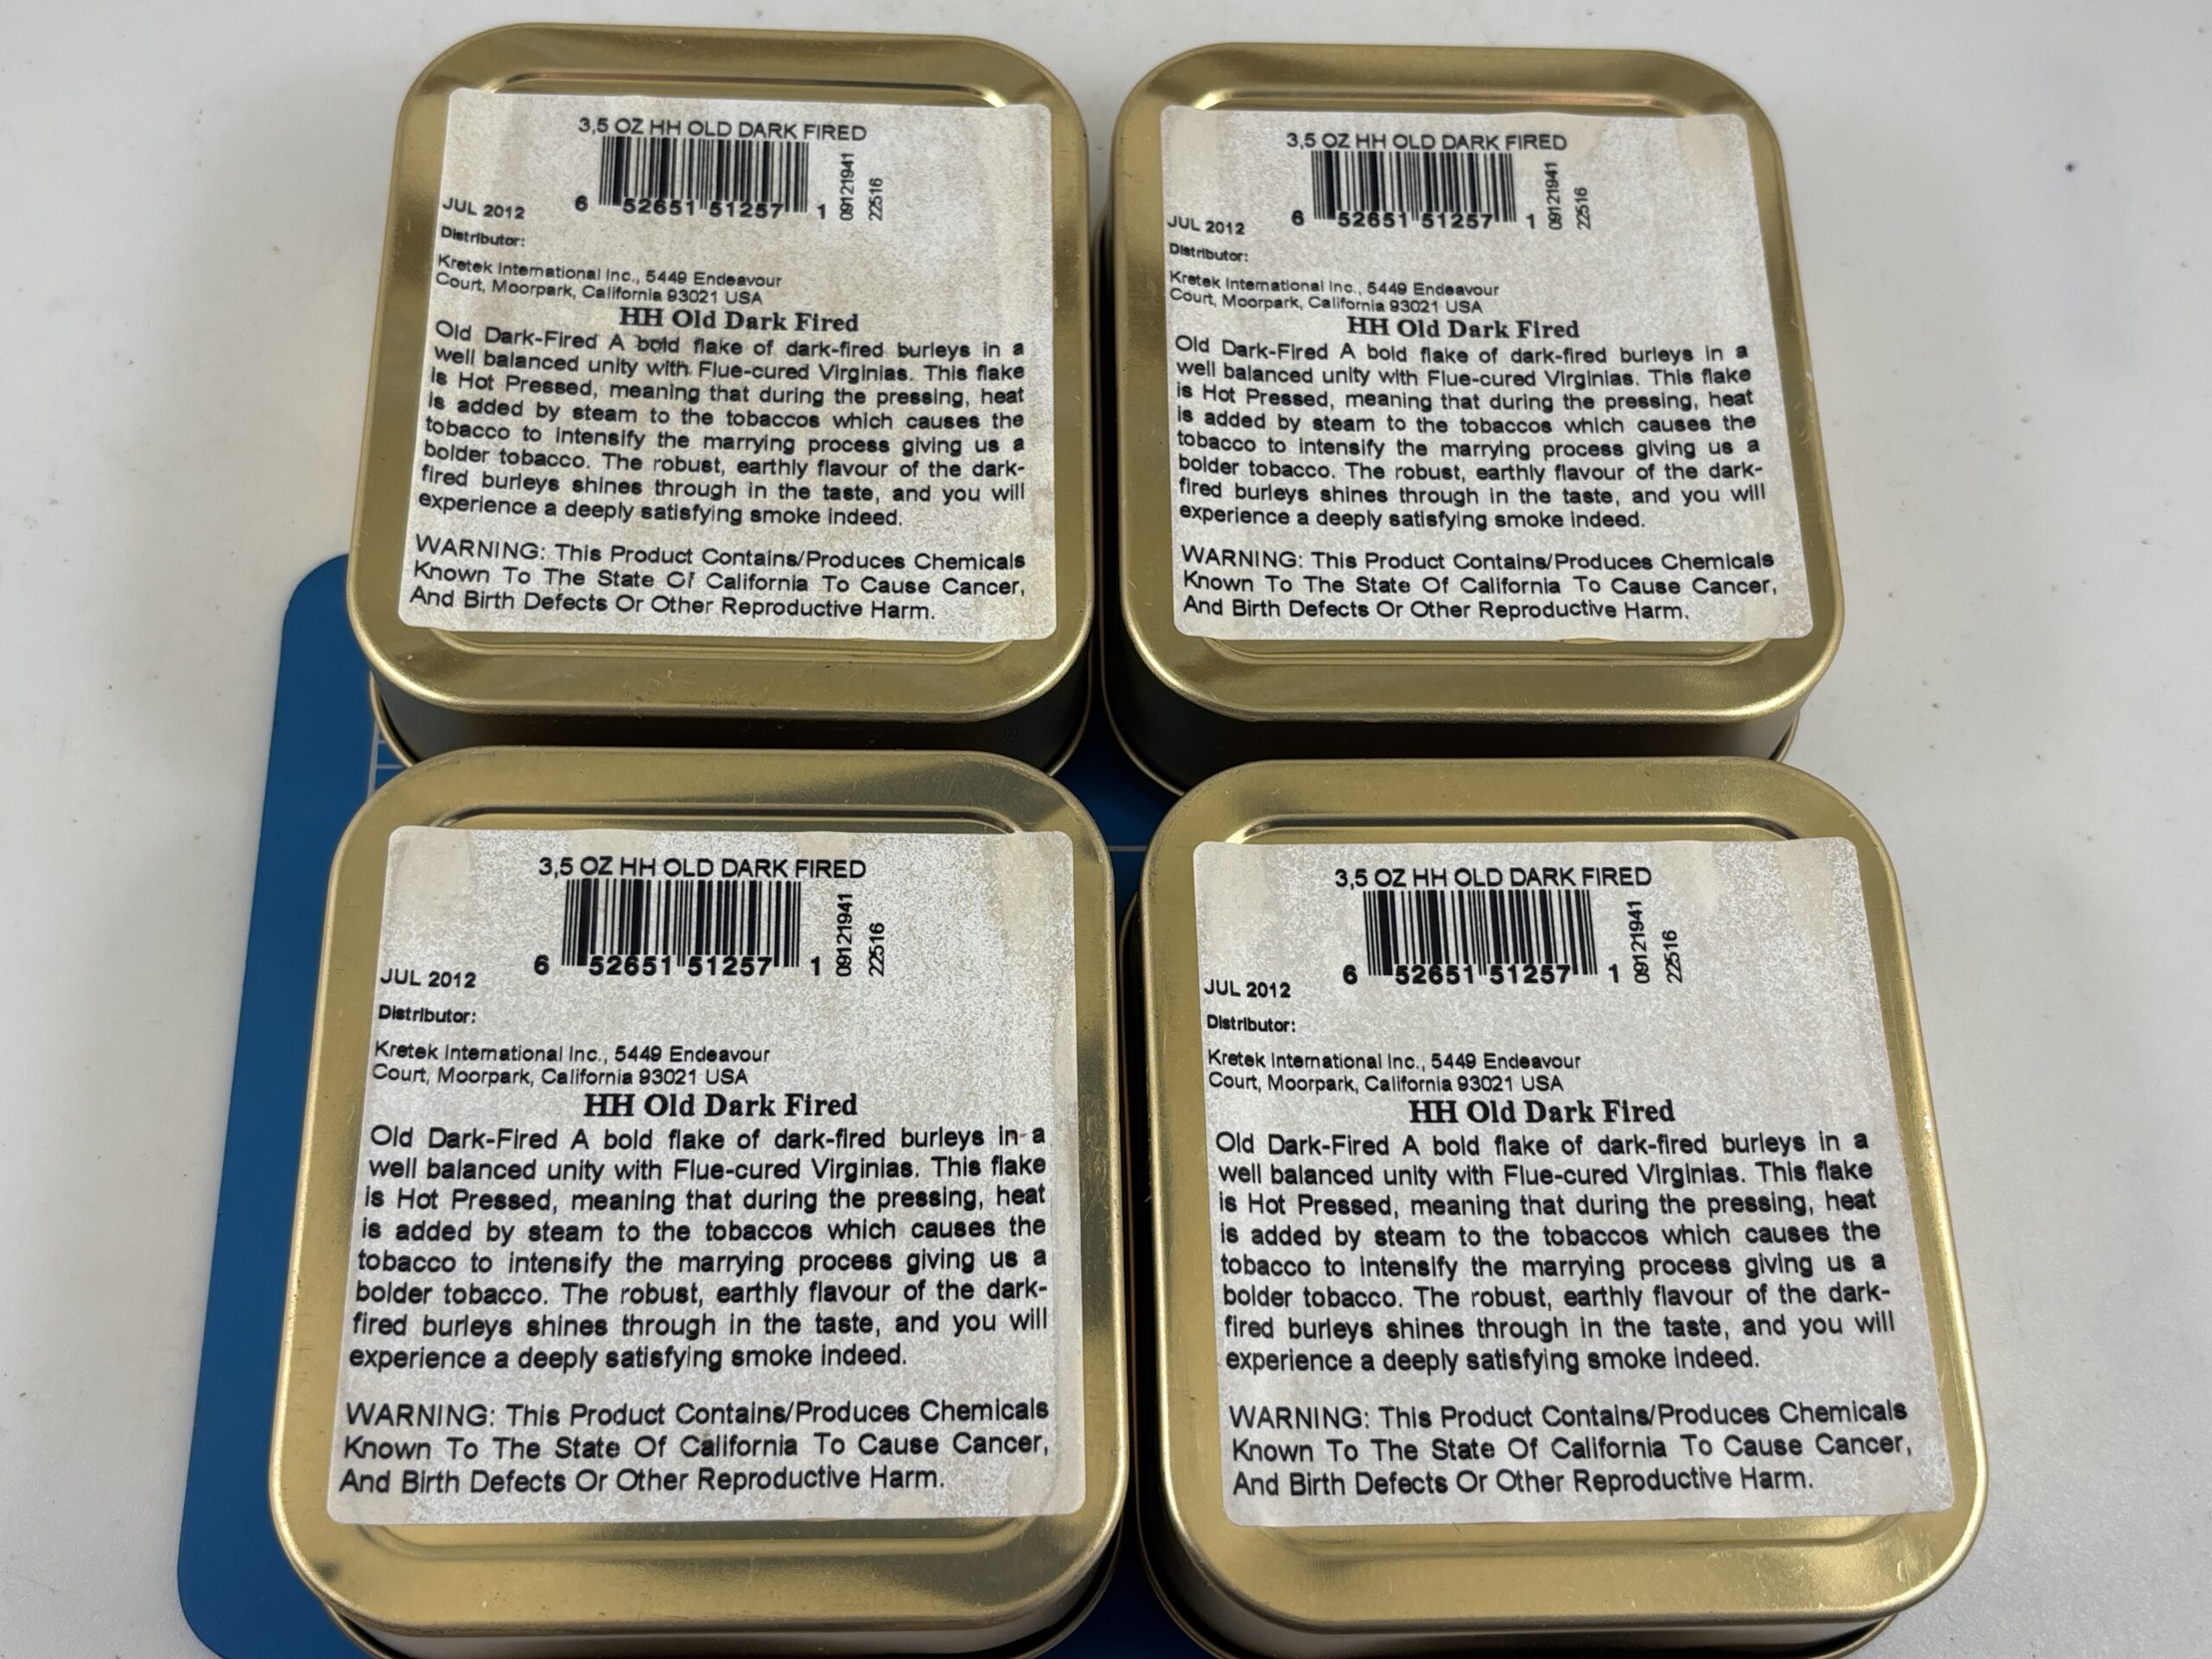 3,5 OZ HH OLD DARK FIRED
6 52651 51257 1
09121941
22516
JUL 2012
Distributor:
Kretek International Inc., 5449 Endeavour
Court, Moorpark, California 93021 USA
HH Old Dark Fired
Old Dark-Fired A bold flake of dark-fired burleys in a
well balanced unity with Flue-cured Virginias. This flake
is Hot Pressed, meaning that during the pressing, heat
is added by steam to the tobaccos which causes the
tobacco to intensify the marrying process giving us a
bolder tobacco. The robust, earthly flavour of the dark-
fired burleys shines through in the taste, and you will
experience a deeply satisfying smoke indeed.
WARNING: This Product Contains/Produces Chemicals
Known To The State Of California To Cause Cancer,
And Birth Defects Or Other Reproductive Harm.
3,5 OZ HH OLD DARK FIRED
6 52651 51257 1
09121941
22516
JUL 2012
Distributor:
Kretek International Inc., 5449 Endeavour
Court, Moorpark, California 93021 USA
HH Old Dark Fired
Old Dark-Fired A bold flake of dark-fired burleys in a
well balanced unity with Flue-cured Virginias. This flake
is Hot Pressed, meaning that during the pressing, heat
is added by steam to the tobaccos which causes the
tobacco to intensify the marrying process giving us a
bolder tobacco. The robust, earthly flavour of the dark-
fired burleys shines through in the taste, and you will
experience a deeply satisfying smoke indeed.
WARNING: This Product Contains/Produces Chemicals
Known To The State Of California To Cause Cancer,
And Birth Defects Or Other Reproductive Harm.
3,5 OZ HH OLD DARK FIRED
6 52651 51257 1
09121941
22516
JUL 2012
Distributor:
Kretek International Inc., 5449 Endeavour
Court, Moorpark, California 93021 USA
HH Old Dark Fired
Old Dark-Fired A bold flake of dark-fired burleys in a
well balanced unity with Flue-cured Virginias. This flake
is Hot Pressed, meaning that during the pressing, heat
is added by steam to the tobaccos which causes the
tobacco to intensify the marrying process giving us a
bolder tobacco. The robust, earthly flavour of the dark-
fired burleys shines through in the taste, and you will
experience a deeply satisfying smoke indeed.
WARNING: This Product Contains/Produces Chemicals
Known To The State Of California To Cause Cancer,
And Birth Defects Or Other Reproductive Harm.
3,5 OZ HH OLD DARK FIRED
6 52651 51257 1
09121941
22516
JUL 2012
Distributor:
Kretek International Inc., 5449 Endeavour
Court, Moorpark, California 93021 USA
HH Old Dark Fired
Old Dark-Fired A bold flake of dark-fired burleys in a
well balanced unity with Flue-cured Virginias. This flake
is Hot Pressed, meaning that during the pressing, heat
is added by steam to the tobaccos which causes the
tobacco to intensify the marrying process giving us a
bolder tobacco. The robust, earthly flavour of the dark-
fired burleys shines through in the taste, and you will
experience a deeply satisfying smoke indeed.
WARNING: This Product Contains/Produces Chemicals
Known To The State Of California To Cause Cancer,
And Birth Defects Or Other Reproductive Harm.